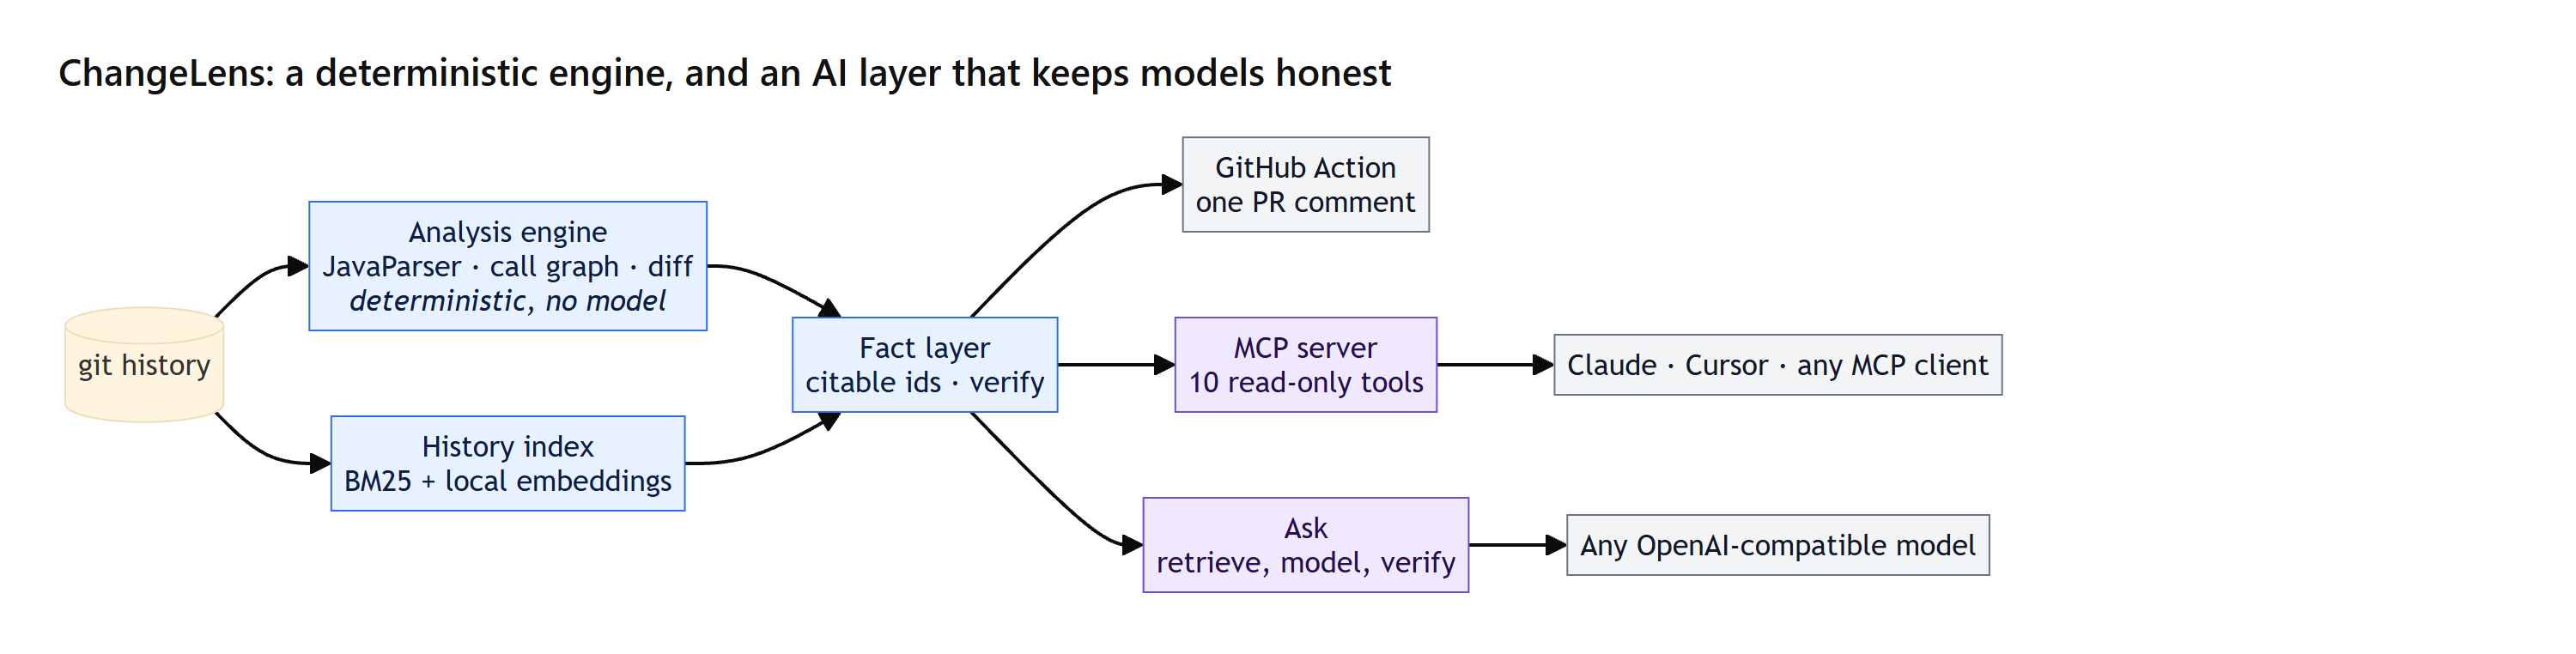 ChangeLens: a deterministic engine, and an AI layer that keeps models honest
git history
Analysis engine
JavaParser · call graph · diff
deterministic, no model
History index
BM25 + local embeddings
Fact layer
citable ids · verify
GitHub Action
one PR comment
MCP server
10 read-only tools
Claude · Cursor · any MCP client
Ask
retrieve, model, verify
Any OpenAI-compatible model